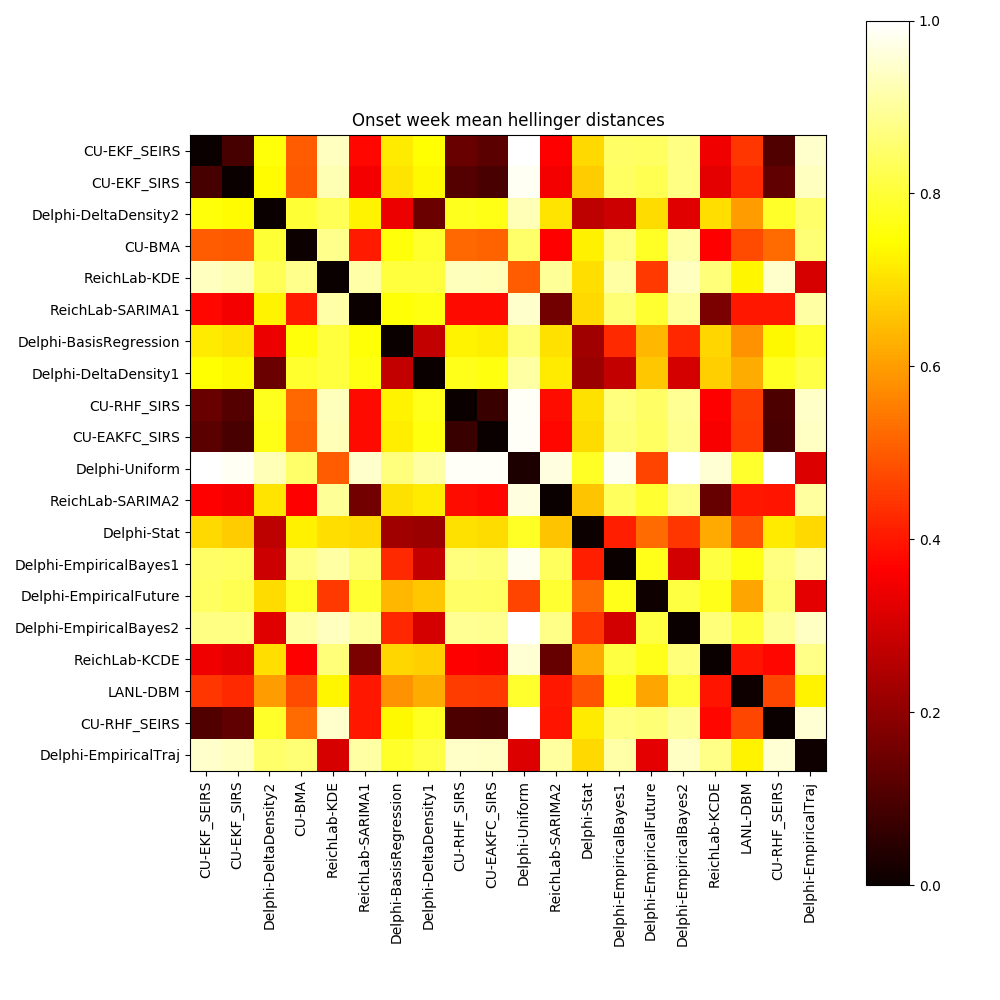 Onset week mean hellinger distances
CU-EKF_SEIRS
CU-EKF_SIRS
Delphi-DeltaDensity2
CU-BMA
ReichLab-KDE
ReichLab-SARIMA1
Delphi-BasisRegression
Delphi-DeltaDensity1
CU-RHF_SIRS
CU-EAKFC_SIRS
Delphi-Uniform
ReichLab-SARIMA2
Delphi-Stat
Delphi-EmpiricalBayes1
Delphi-EmpiricalFuture
Delphi-EmpiricalBayes2
ReichLab-KCDE
LANL-DBM
CU-RHF_SEIRS
Delphi-EmpiricalTraj
CU-EKF_SEIRS
CU-EKF_SIRS
Delphi-DeltaDensity2
CU-BMA
ReichLab-KDE
ReichLab-SARIMA1
Delphi-BasisRegression
Delphi-DeltaDensity1
CU-RHF_SIRS
CU-EAKFC_SIRS
Delphi-Uniform
ReichLab-SARIMA2
Delphi-Stat
Delphi-EmpiricalBayes1
Delphi-EmpiricalFuture
Delphi-EmpiricalBayes2
ReichLab-KCDE
LANL-DBM
CU-RHF_SEIRS
Delphi-EmpiricalTraj
1.0
0.8
0.6
0.4
0.2
0.0